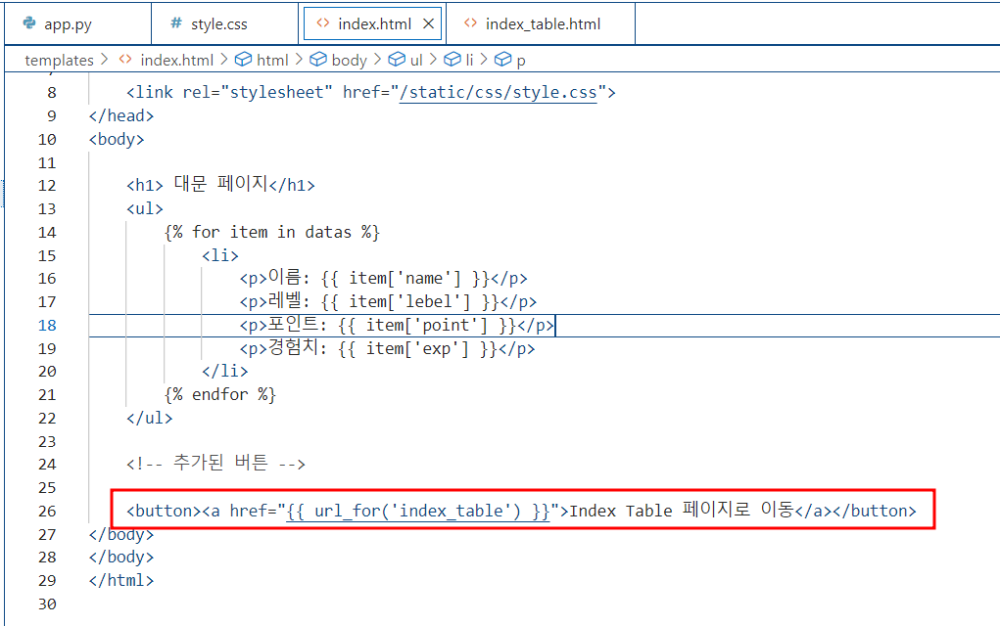 app.py # style.css <> index.html × <> index_table.html
templates > <> index.html > html > body > ul > li > p
8 <link rel="stylesheet" href="/static/css/style.css">
9 </head>
10 <body>
11
12 <h1> 대문 페이지</h1>
13 <ul>
14 {% for item in datas %}
15 <li>
16 <p>이름: {{ item['name'] }}</p>
17 <p>레벨: {{ item['lebel'] }}</p>
18 <p>포인트: {{ item['point'] }}</p>
19 <p>경험치: {{ item['exp'] }}</p>
20 </li>
21 {% endfor %}
22 </ul>
23
24 <!-- 추가된 버튼 -->
25
26 <button><a href="{{ url_for('index_table') }}">Index Table 페이지로 이동</a></button>
27 </body>
28 </body>
29 </html>
30